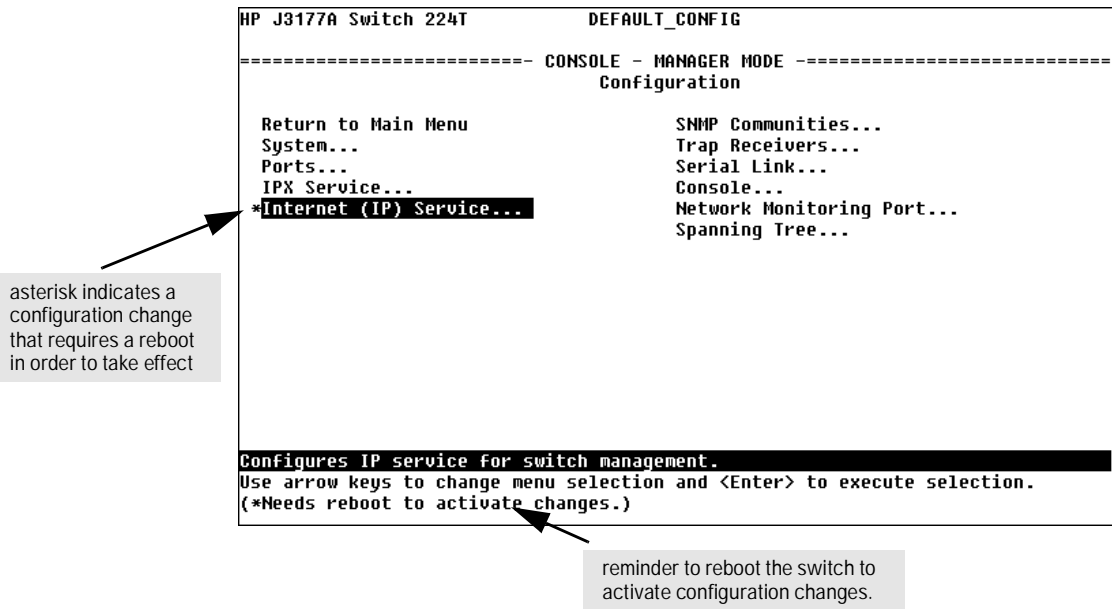 HP J3177A Switch 224T DEFAULT_CONFIG
==========================- CONSOLE - MANAGER MODE -============================
Configuration
Return to Main Menu
System...
Ports...
IPX Service...
*Internet (IP) Service...
SNMP Communities...
Trap Receivers...
Serial Link...
Console...
Network Monitoring Port...
Spanning Tree...
asterisk indicates a
configuration change
that requires a reboot
in order to take effect
Configures IP service for switch management.
Use arrow keys to change menu selection and <Enter> to execute selection.
(*Needs reboot to activate changes.)
reminder to reboot the switch to
activate configuration changes.